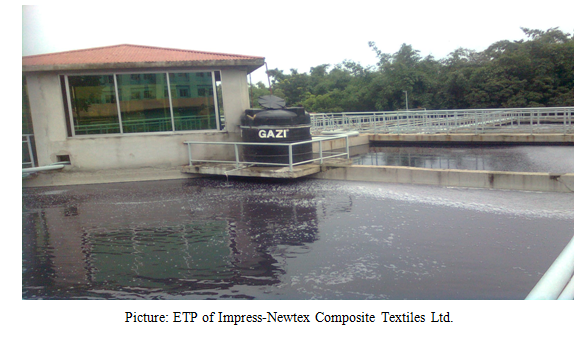 GAZI
Picture: ETP of Impress-Newtex Composite Textiles Ltd.